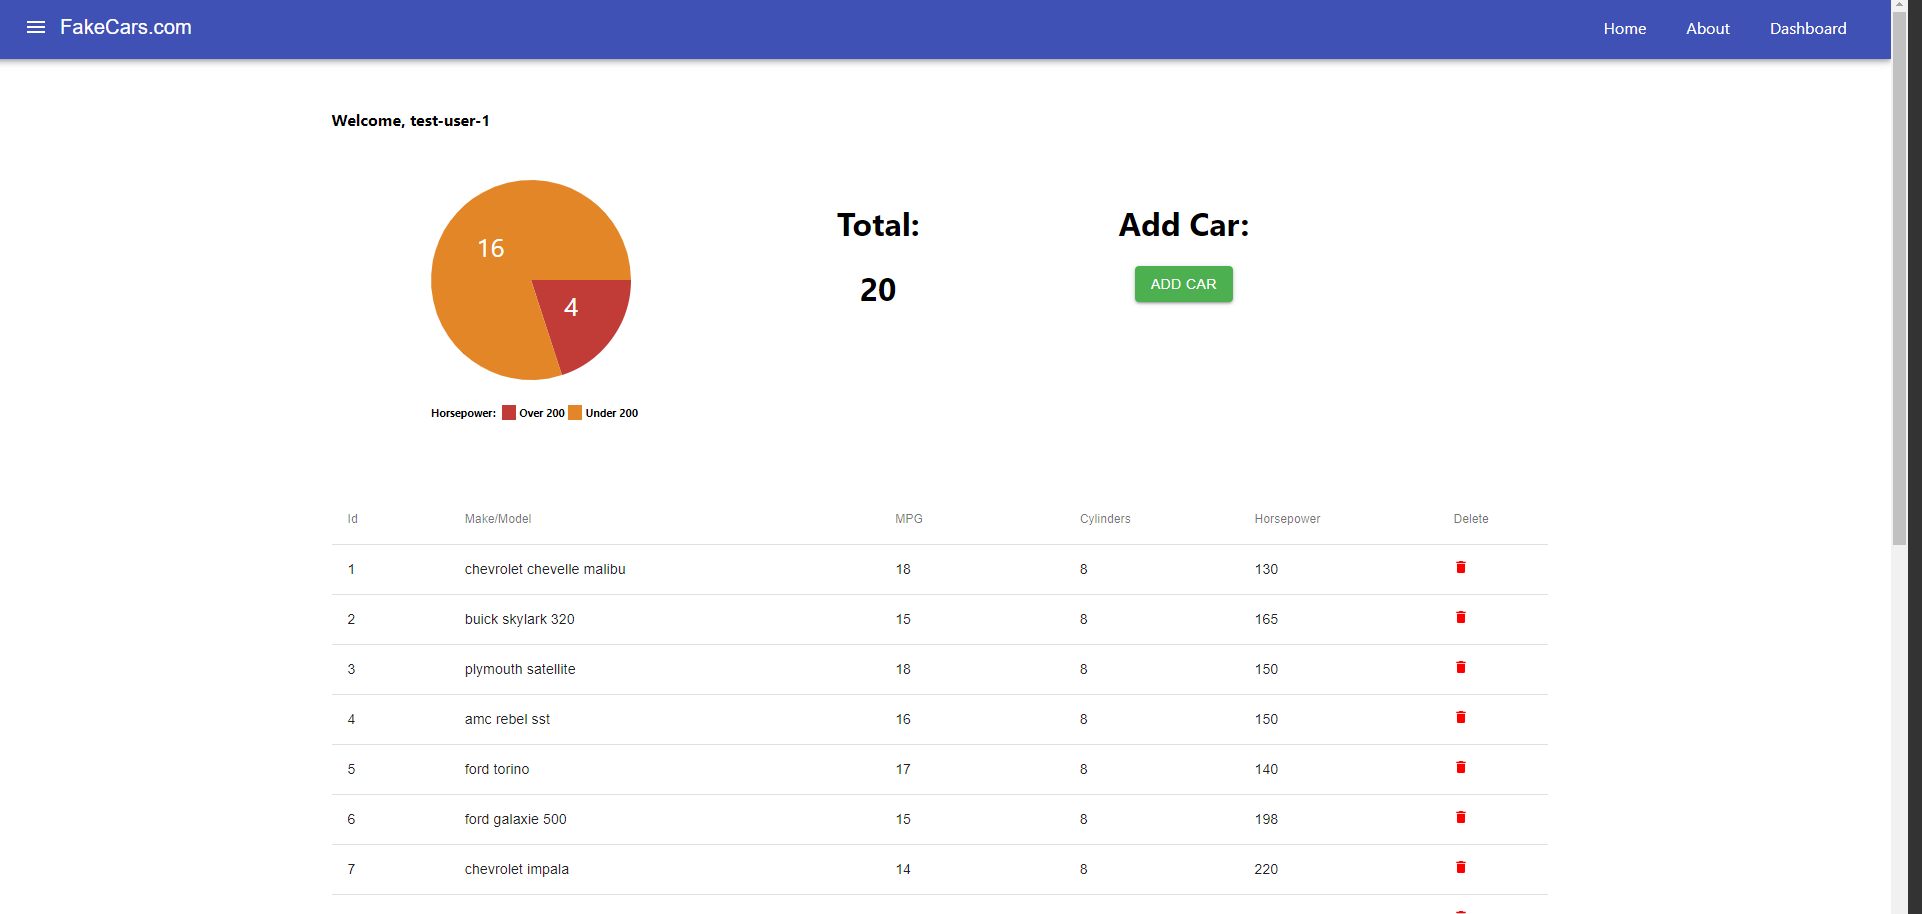 FakeCars.com Home About Dashboard
Welcome, test-user-1
16
4
Horsepower: Over 200 Under 200
Total:
20
Add Car:
ADD CAR
Id Make/Model MPG Cylinders Horsepower Delete
1 chevrolet chevelle malibu 18 8 130
2 buick skylark 320 15 8 165
3 plymouth satellite 18 8 150
4 amc rebel sst 16 8 150
5 ford torino 17 8 140
6 ford galaxie 500 15 8 198
7 chevrolet impala 14 8 220